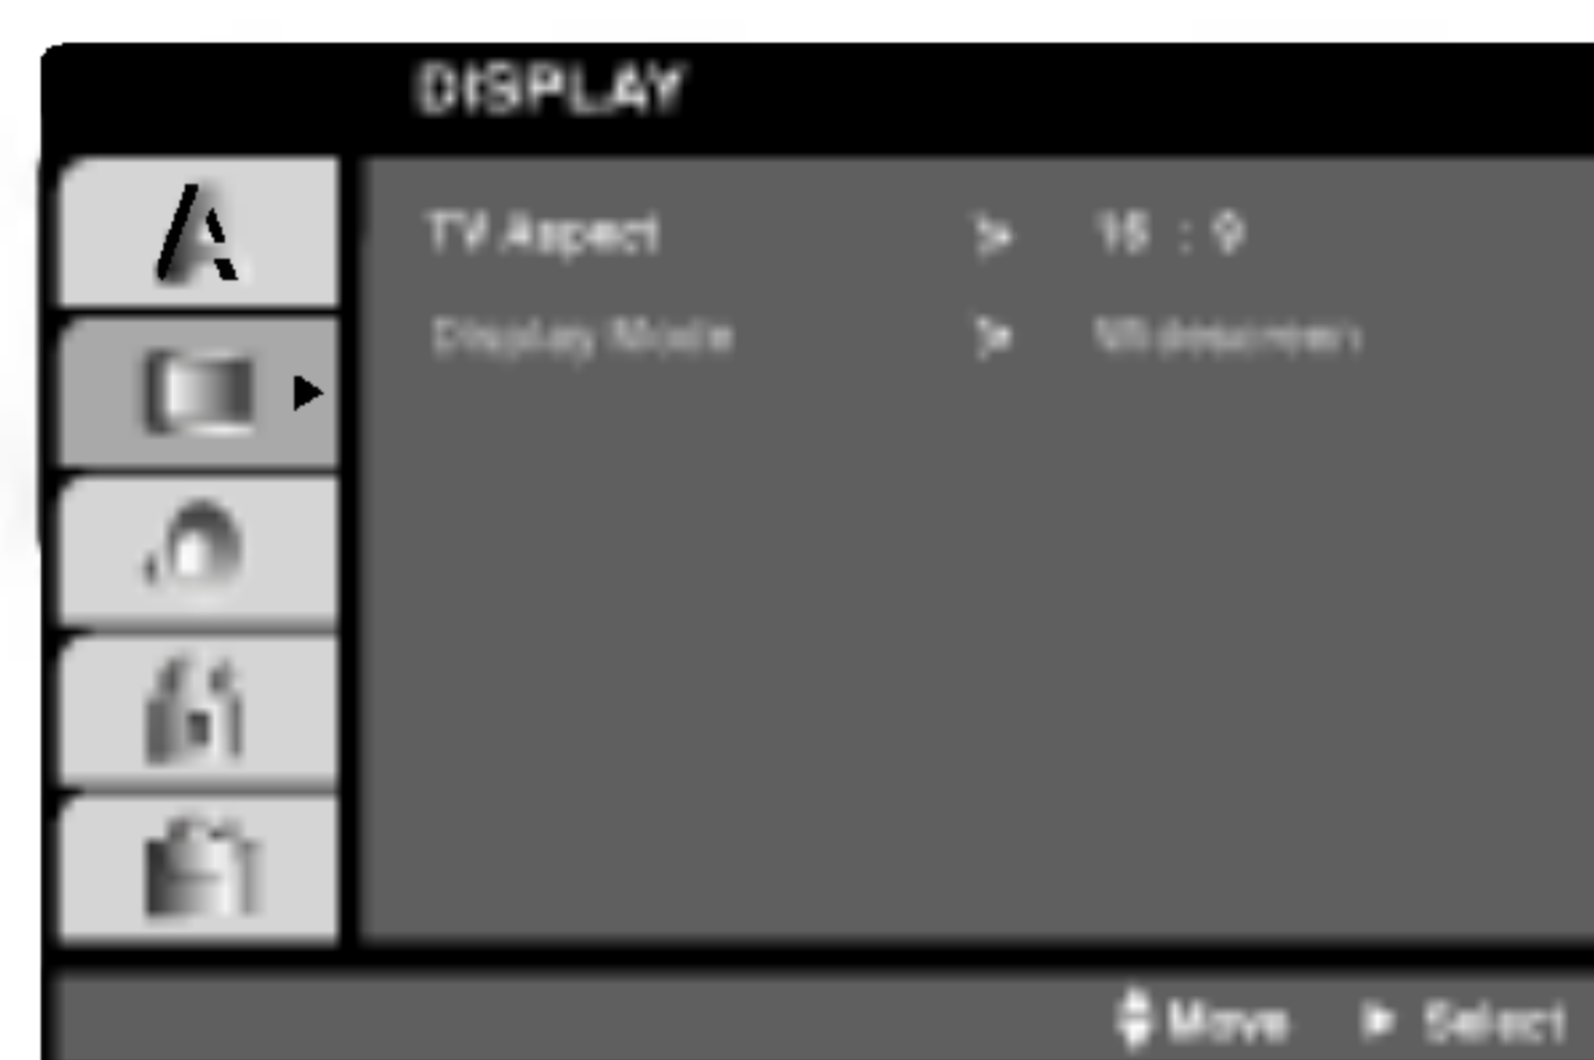 DISPLAY
A
TV Aspect > 16 : 9
Display Mode > Widescreen
Move Select